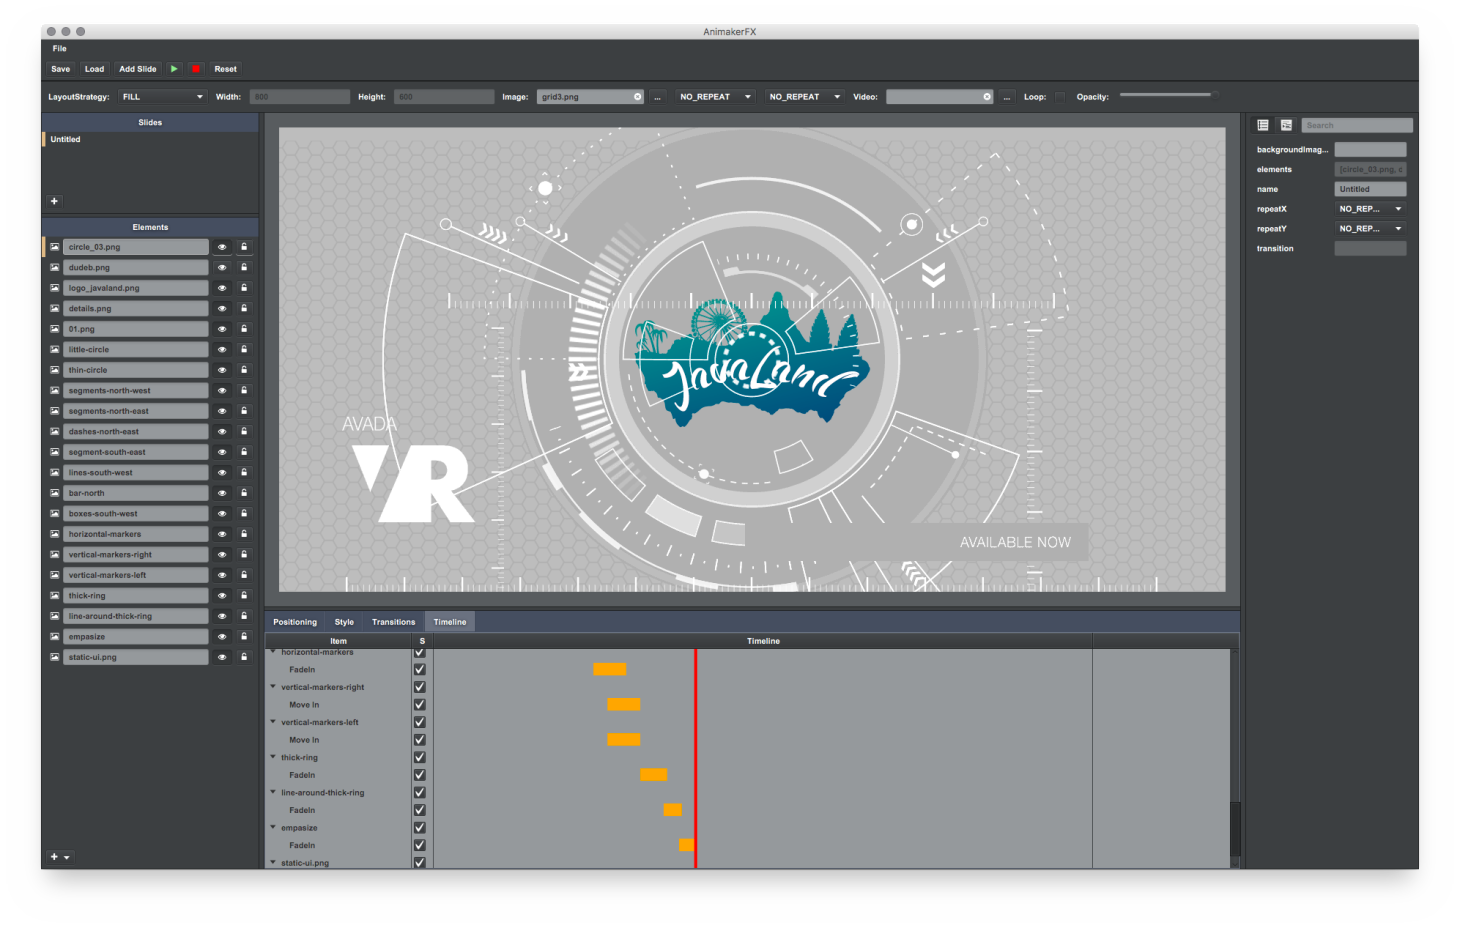 AnimakerFX
File
Save Load Add Slide Reset
LayoutStrategy: FILL Width: 800 Height: 600 Image: grid3.png ... NO_REPEAT NO_REPEAT Video: ... Loop: Opacity:
Slides
Untitled
+
Elements
circle_03.png
dudeb.png
logo_javaland.png
details.png
01.png
little-circle
thin-circle
segments-north-west
segments-north-east
dashes-north-east
segment-south-east
lines-south-west
bar-north
boxes-south-west
horizontal-markers
vertical-markers-right
vertical-markers-left
thick-ring
line-around-thick-ring
empasize
static-ui.png
+
JavaLand
AVADA
VR
AVAILABLE NOW
Positioning Style Transitions Timeline
Item S Timeline
horizontal-markers
FadeIn
vertical-markers-right
Move In
vertical-markers-left
Move In
thick-ring
FadeIn
line-around-thick-ring
FadeIn
empasize
FadeIn
static-ui.png
Search
backgroundImag...
elements [circle_03.png, c
name Untitled
repeatX NO_REP...
repeatY NO_REP...
transition